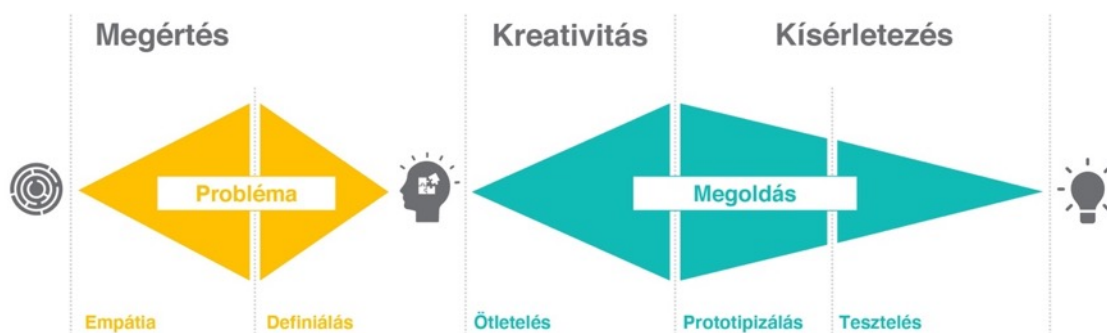 Megértés
Kreativitás
Kísérletezés
Probléma
Megoldás
Empátia
Definiálás
Ötletelés
Prototipizálás
Tesztelés